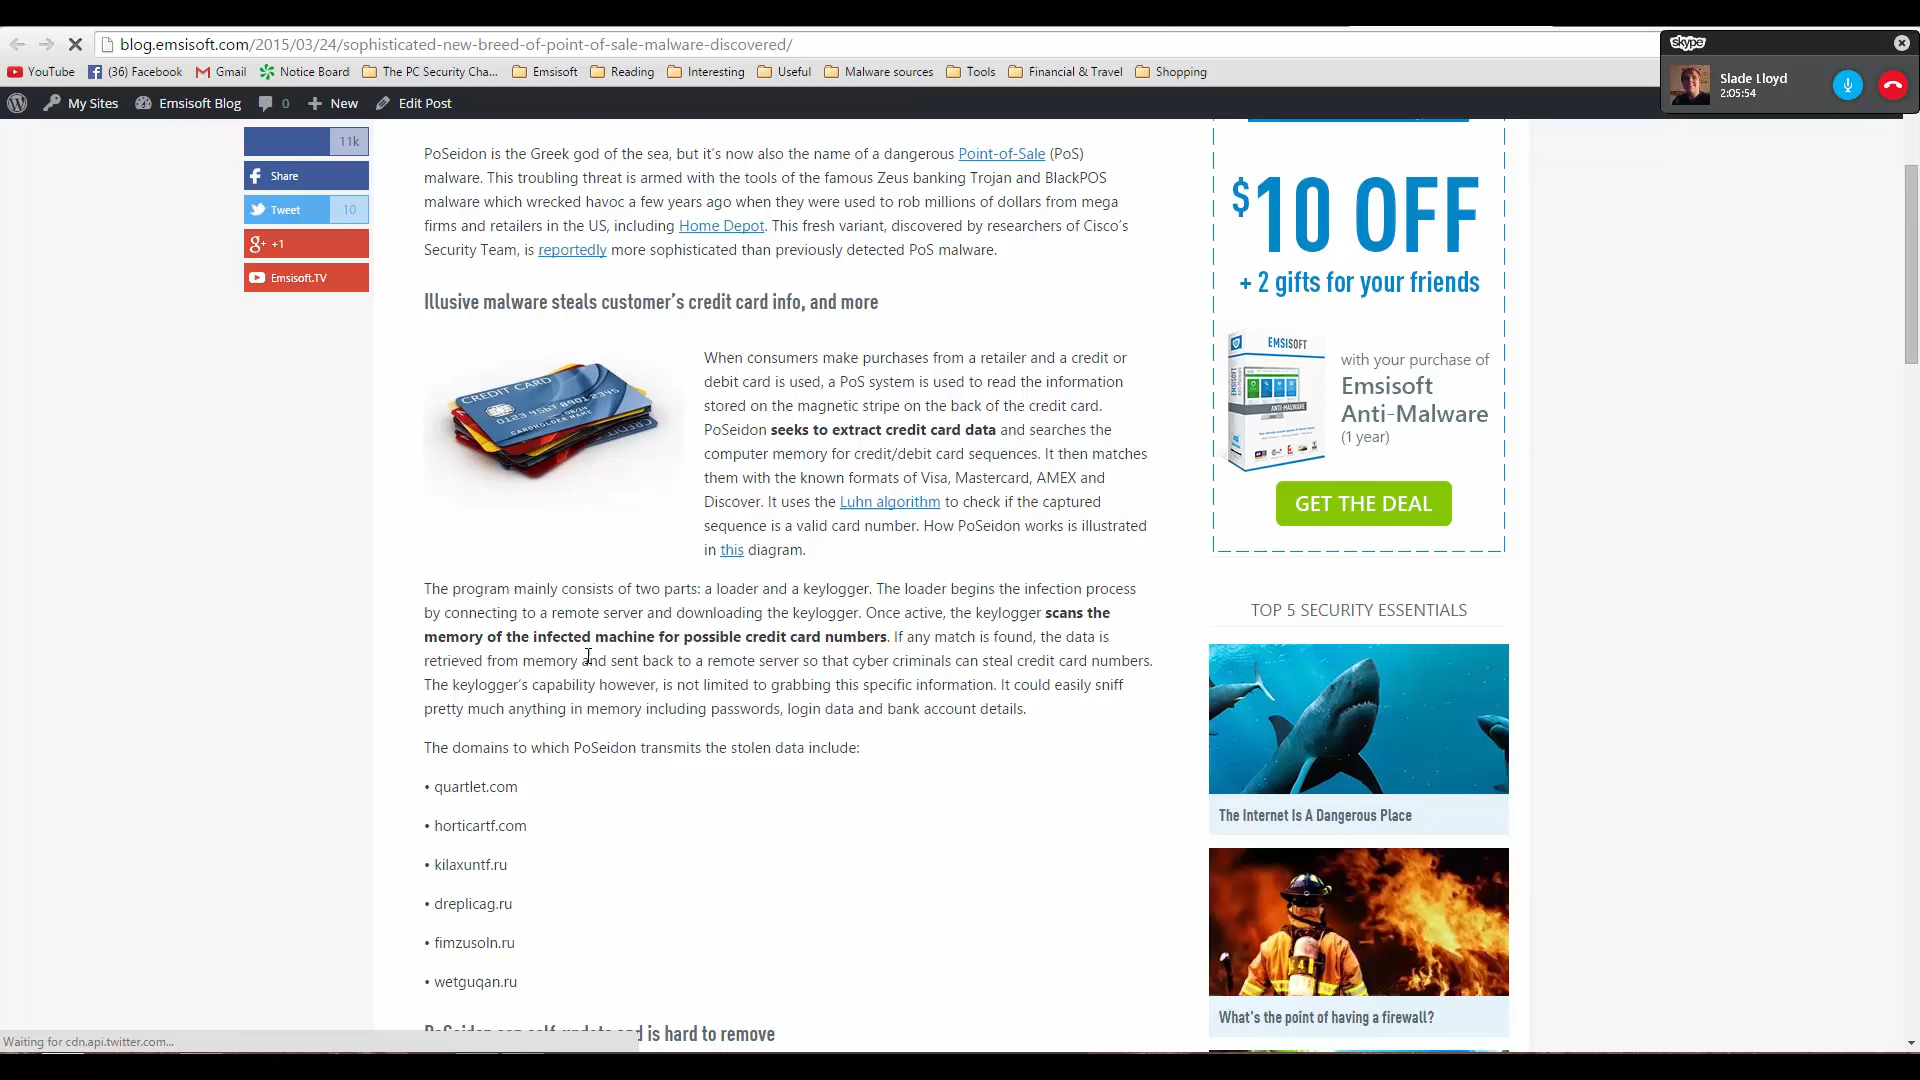 blog.emsisoft.com/2015/03/24/sophisticated-new-breed-of-point-of-sale-malware-discovered/
skype
Slade Lloyd
2:05:54
YouTube
(36) Facebook
Gmail
Notice Board
The PC Security Cha...
Emsisoft
Reading
Interesting
Useful
Malware sources
Tools
Financial & Travel
Shopping
My Sites
Emsisoft Blog
0
New
Edit Post
11k
Share
Tweet
10
g+ +1
Emsisoft.TV
PoSeidon is the Greek god of the sea, but it's now also the name of a dangerous Point-of-Sale (PoS)
malware. This troubling threat is armed with the tools of the famous Zeus banking Trojan and BlackPOS
malware which wrecked havoc a few years ago when they were used to rob millions of dollars from mega
firms and retailers in the US, including Home Depot. This fresh variant, discovered by researchers of Cisco's
Security Team, is reportedly more sophisticated than previously detected PoS malware.
Illusive malware steals customer's credit card info, and more
CREDIT CARD
0123 4567 8901 2345
CARDHOLDER NAME
When consumers make purchases from a retailer and a credit or
debit card is used, a PoS system is used to read the information
stored on the magnetic stripe on the back of the credit card.
PoSeidon seeks to extract credit card data and searches the
computer memory for credit/debit card sequences. It then matches
them with the known formats of Visa, Mastercard, AMEX and
Discover. It uses the Luhn algorithm to check if the captured
sequence is a valid card number. How PoSeidon works is illustrated
in this diagram.
The program mainly consists of two parts: a loader and a keylogger. The loader begins the infection process
by connecting to a remote server and downloading the keylogger. Once active, the keylogger scans the
memory of the infected machine for possible credit card numbers. If any match is found, the data is
retrieved from memory and sent back to a remote server so that cyber criminals can steal credit card numbers.
The keylogger's capability however, is not limited to grabbing this specific information. It could easily sniff
pretty much anything in memory including passwords, login data and bank account details.
The domains to which PoSeidon transmits the stolen data include:
• quartlet.com
• horticartf.com
• kilaxuntf.ru
• dreplicag.ru
• fimzusoln.ru
• wetguqan.ru
is hard to remove
$10 OFF
+ 2 gifts for your friends
EMSISOFT
ANTI-MALWARE
with your purchase of
Emsisoft
Anti-Malware
(1 year)
GET THE DEAL
TOP 5 SECURITY ESSENTIALS
The Internet Is A Dangerous Place
What's the point of having a firewall?
Waiting for cdn.api.twitter.com...